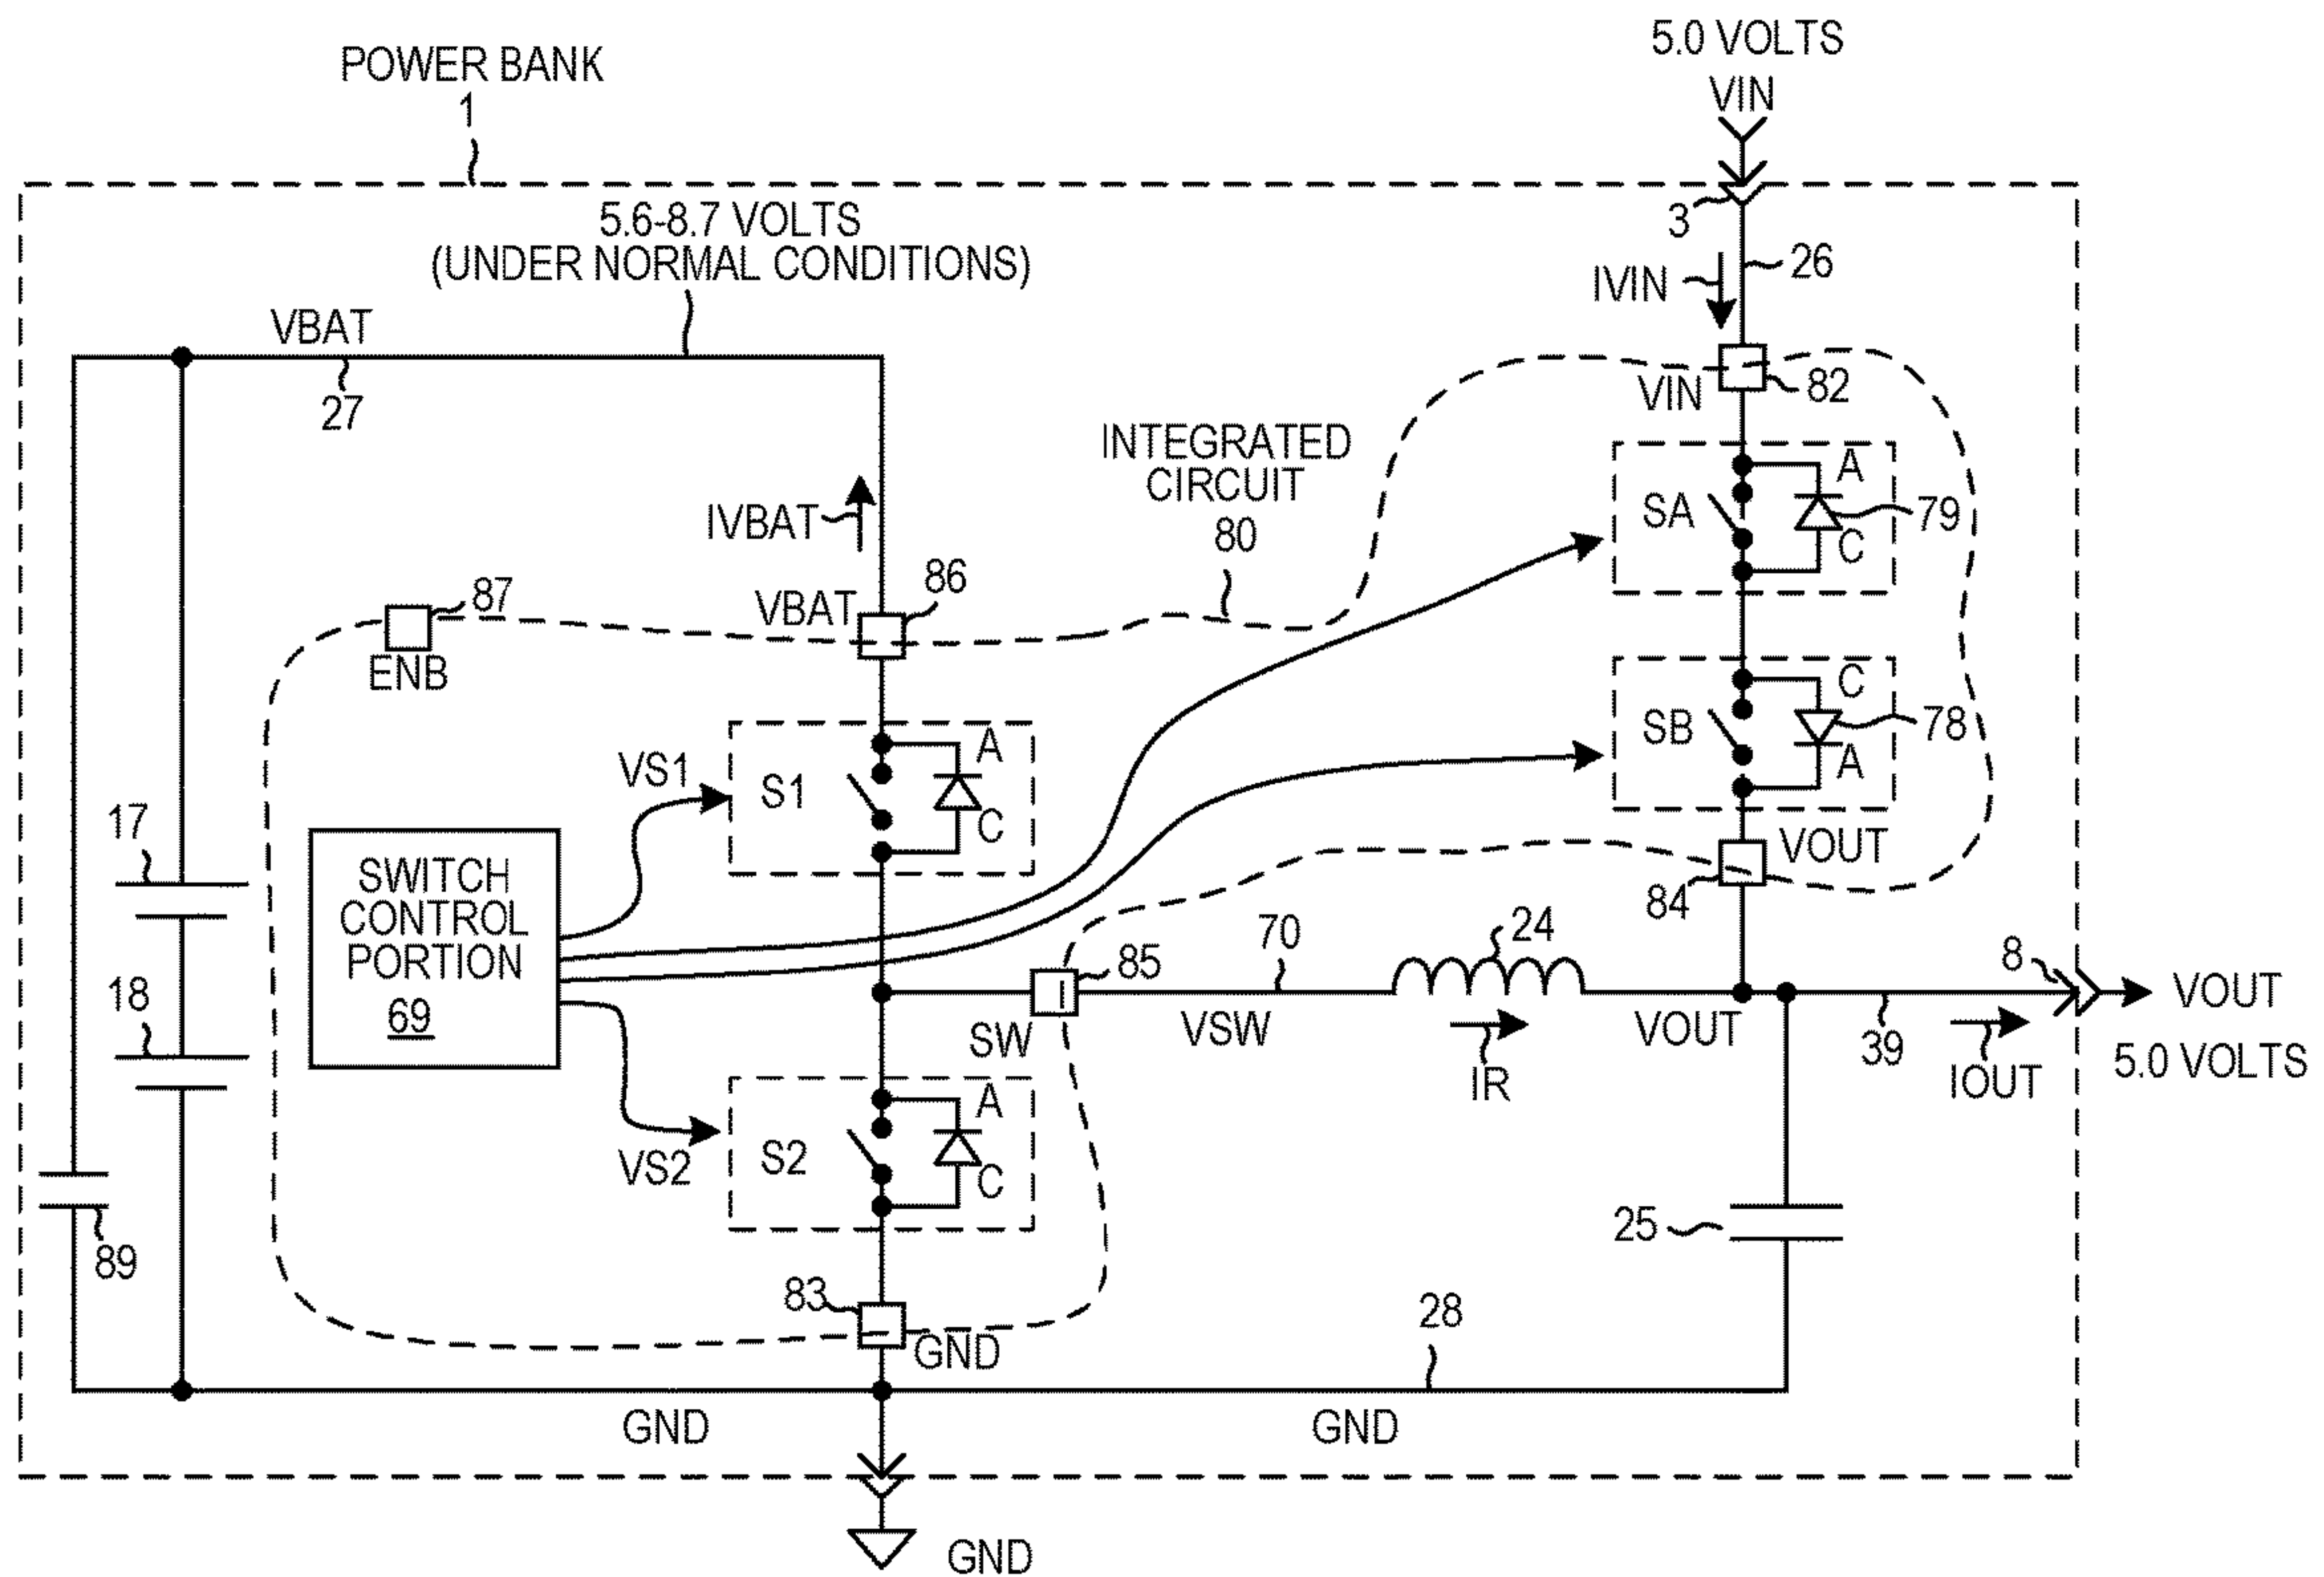 5.0 VOLTS
VIN
POWER BANK
1
3
5.6-8.7 VOLTS
(UNDER NORMAL CONDITIONS)
26
IVIN
VBAT
27
VIN
82
INTEGRATED
CIRCUIT
80
A
SA
79
C
IVBAT
86
87
VBAT
ENB
C
SB
78
A
VS1
A
S1
C
17
VOUT
84
SWITCH
CONTROL
PORTION
69
18
85
70
24
8
VOUT
SW
VSW
VOUT
39
5.0 VOLTS
IR
IOUT
A
S2
C
VS2
25
89
83
GND
28
GND
GND
GND